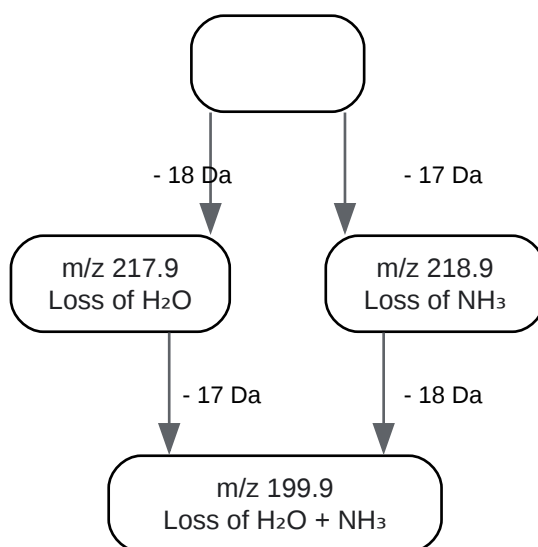 - 18 Da
- 17 Da
m/z 217.9
Loss of H₂O
m/z 218.9
Loss of NH₃
- 17 Da
- 18 Da
m/z 199.9
Loss of H₂O + NH₃